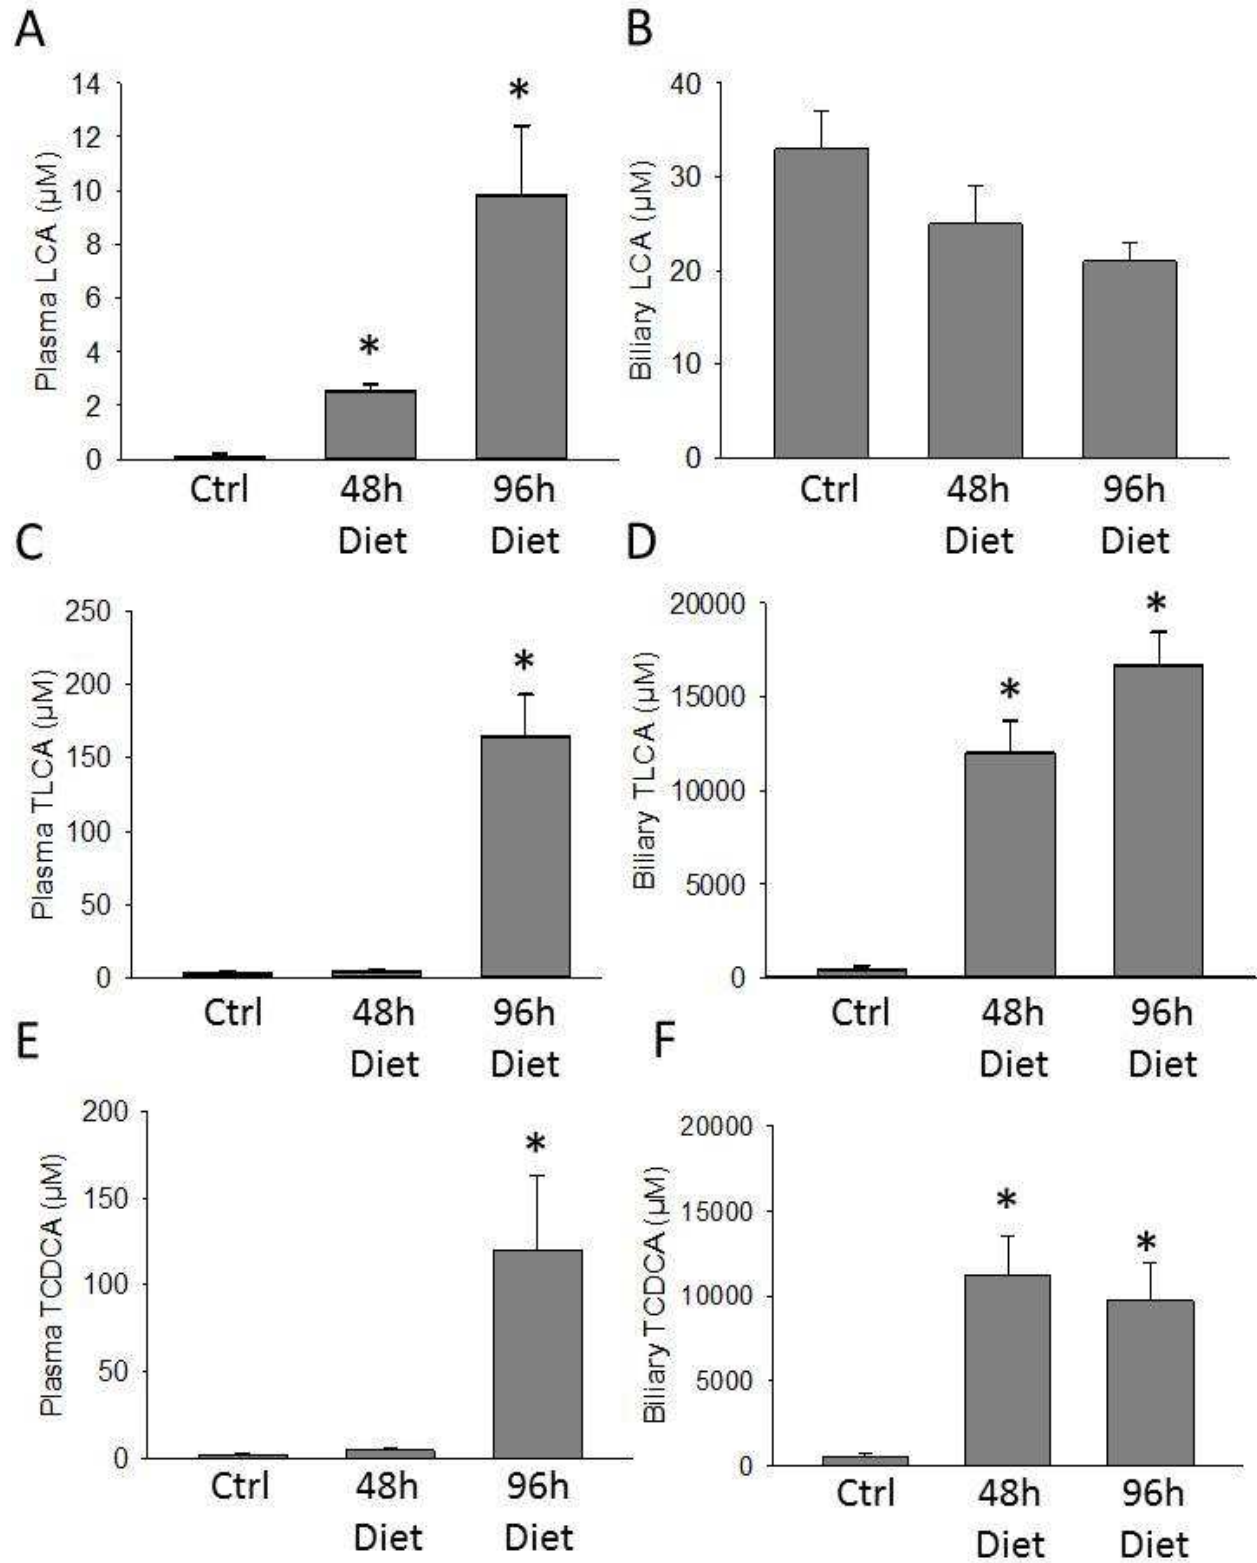 A
Plasma LCA (µM)
14
12
10
8
6
4
2
0
*
*
Ctrl
48h
Diet
96h
Diet
B
Biliary LCA (µM)
40
30
20
10
0
Ctrl
48h
Diet
96h
Diet
C
Plasma TLCA (µM)
250
200
150
100
50
0
*
Ctrl
48h
Diet
96h
Diet
D
Biliary TLCA (µM)
20000
15000
10000
5000
0
*
*
Ctrl
48h
Diet
96h
Diet
E
Plasma TCDCA (µM)
200
150
100
50
0
*
Ctrl
48h
Diet
96h
Diet
F
Biliary TCDCA (µM)
20000
15000
10000
5000
0
*
*
Ctrl
48h
Diet
96h
Diet